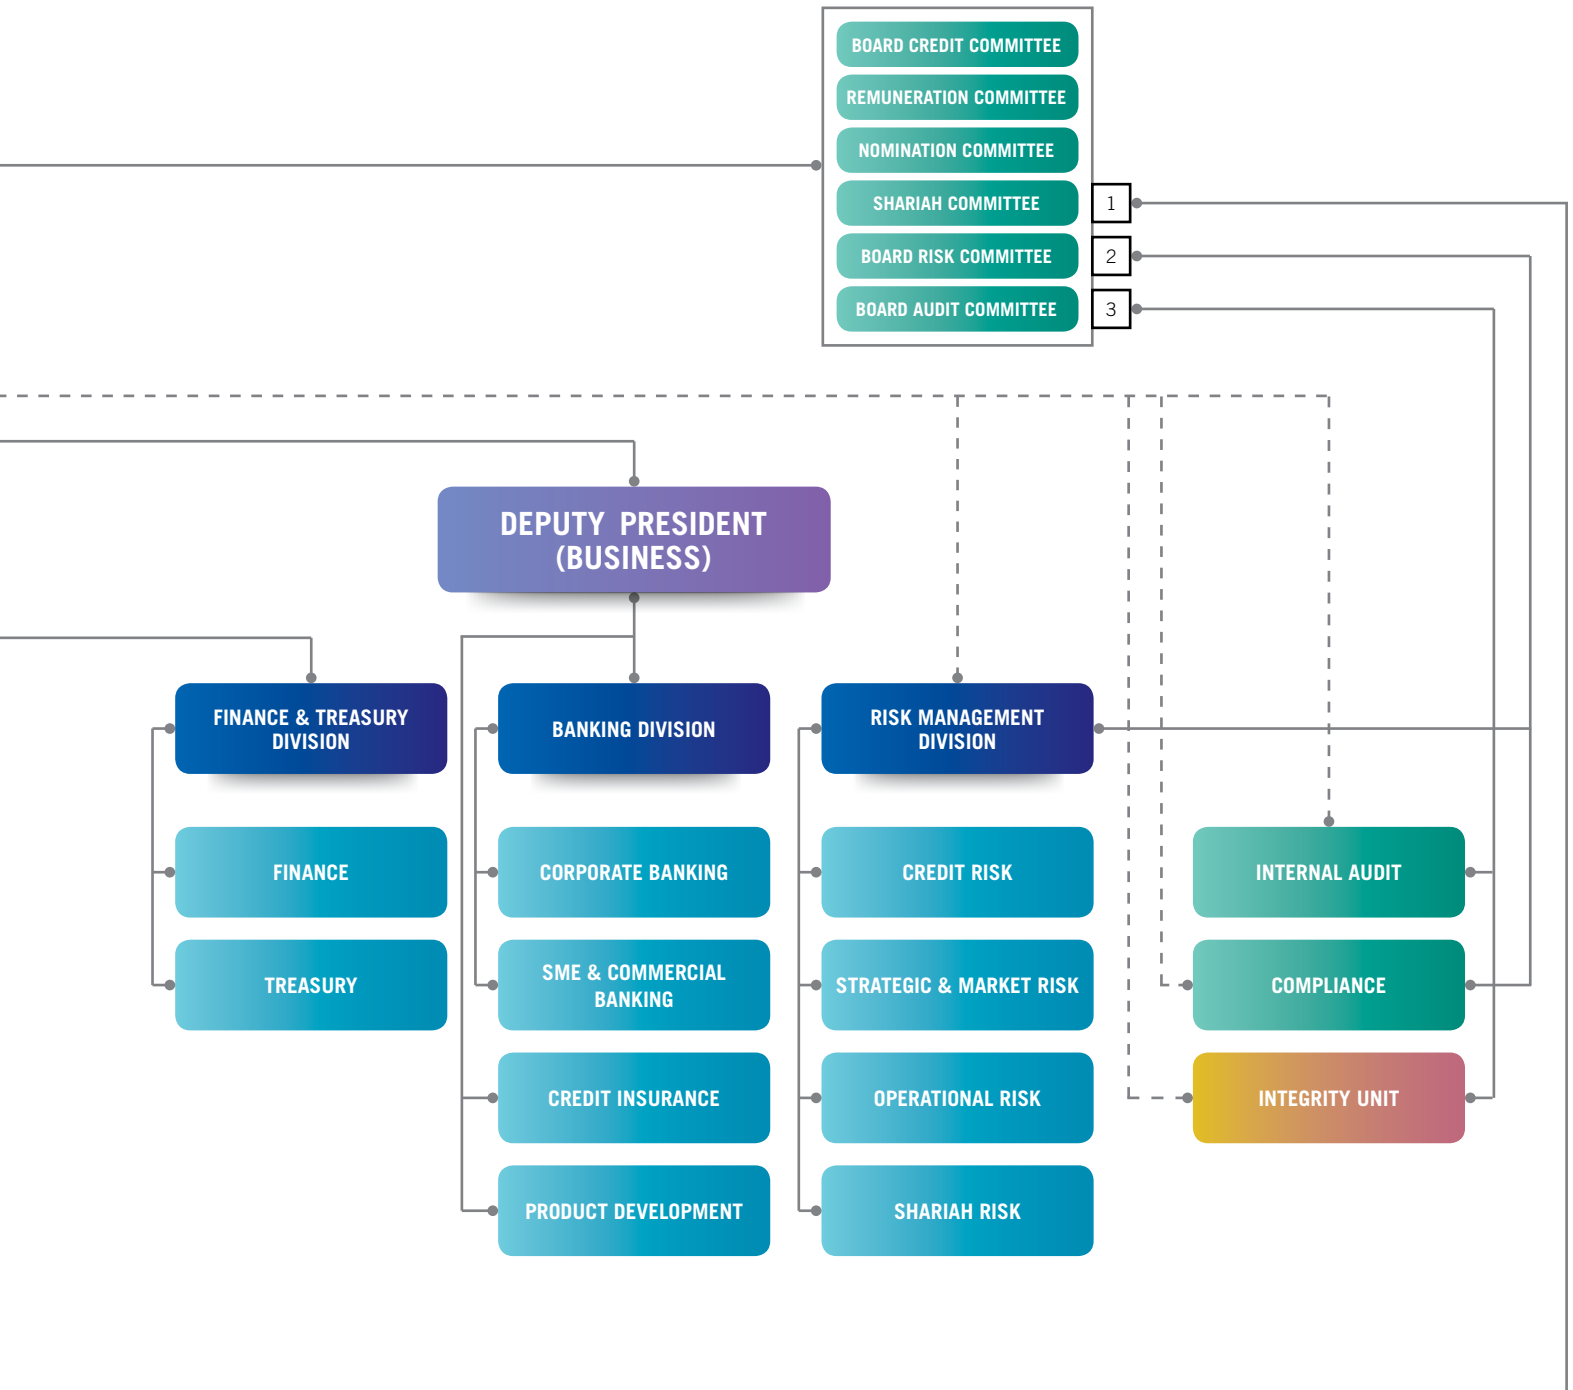 BOARD CREDIT COMMITTEE
REMUNERATION COMMITTEE
NOMINATION COMMITTEE
SHARIAH COMMITTEE
1
BOARD RISK COMMITTEE
2
BOARD AUDIT COMMITTEE
3
DEPUTY PRESIDENT
(BUSINESS)
FINANCE & TREASURY
DIVISION
BANKING DIVISION
RISK MANAGEMENT
DIVISION
FINANCE
CORPORATE BANKING
CREDIT RISK
INTERNAL AUDIT
TREASURY
SME & COMMERCIAL
BANKING
STRATEGIC & MARKET RISK
COMPLIANCE
CREDIT INSURANCE
OPERATIONAL RISK
INTEGRITY UNIT
PRODUCT DEVELOPMENT
SHARIAH RISK